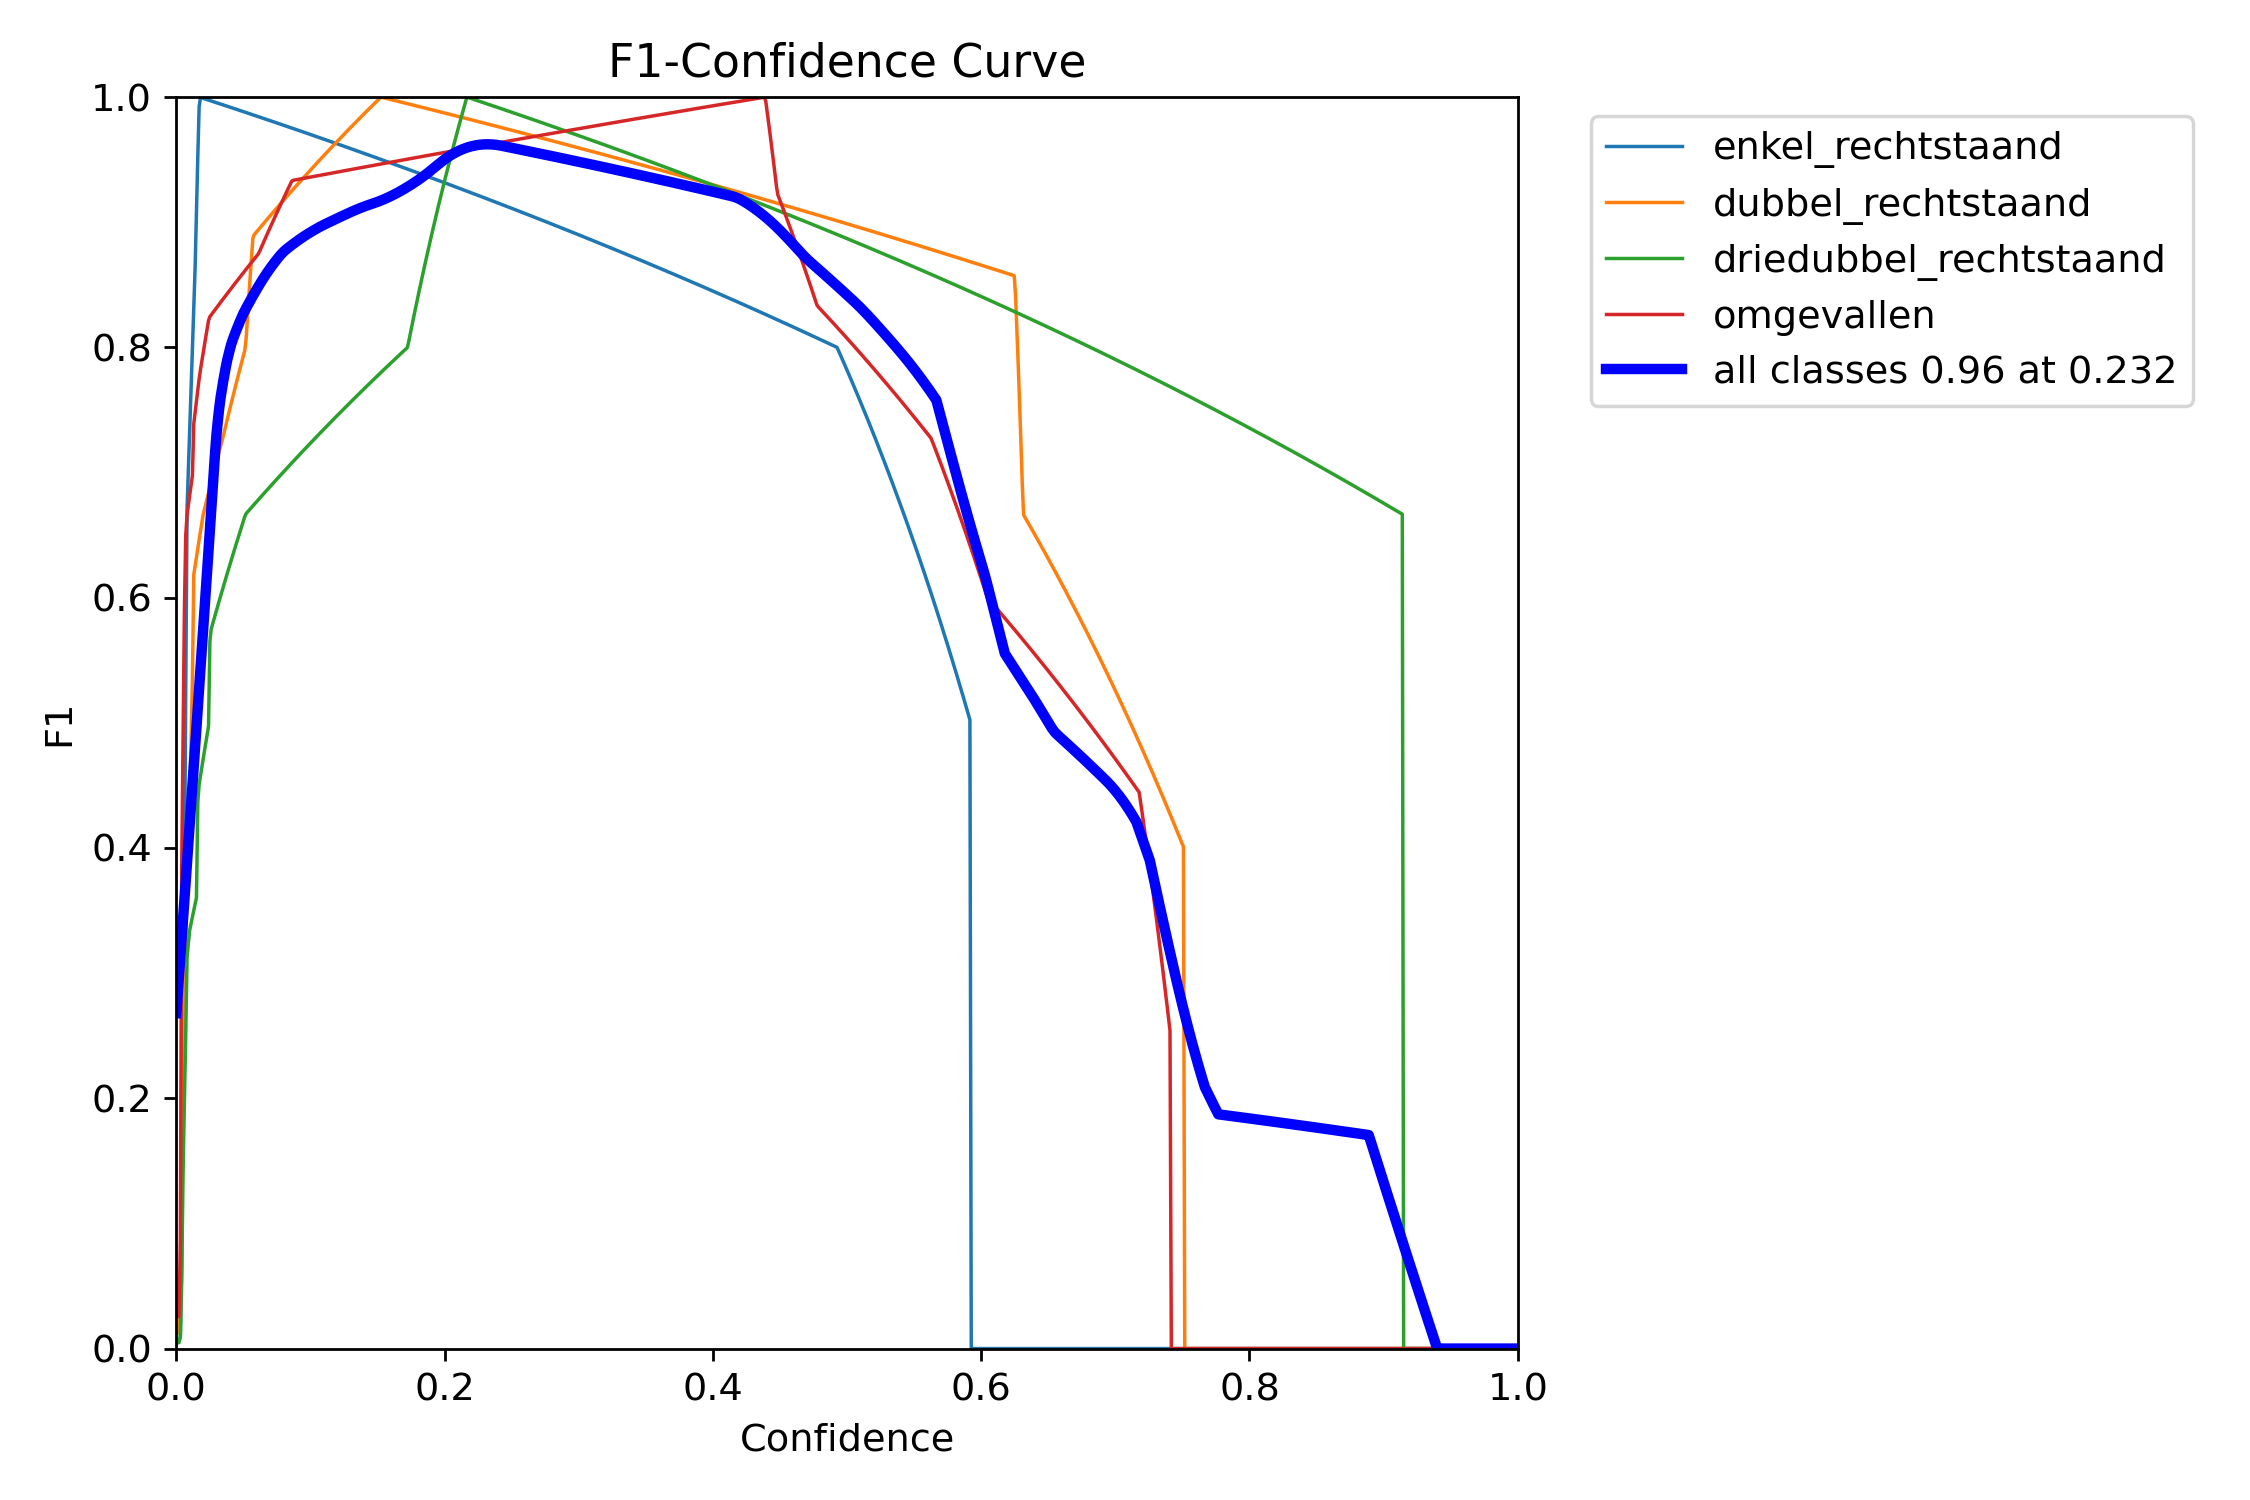 F1-Confidence Curve
1.0
0.8
0.6
0.4
0.2
0.0
F1
0.0 0.2 0.4 0.6 0.8 1.0
Confidence
enkel_rechtstaand
dubbel_rechtstaand
driedubbel_rechtstaand
omgevallen
all classes 0.96 at 0.232